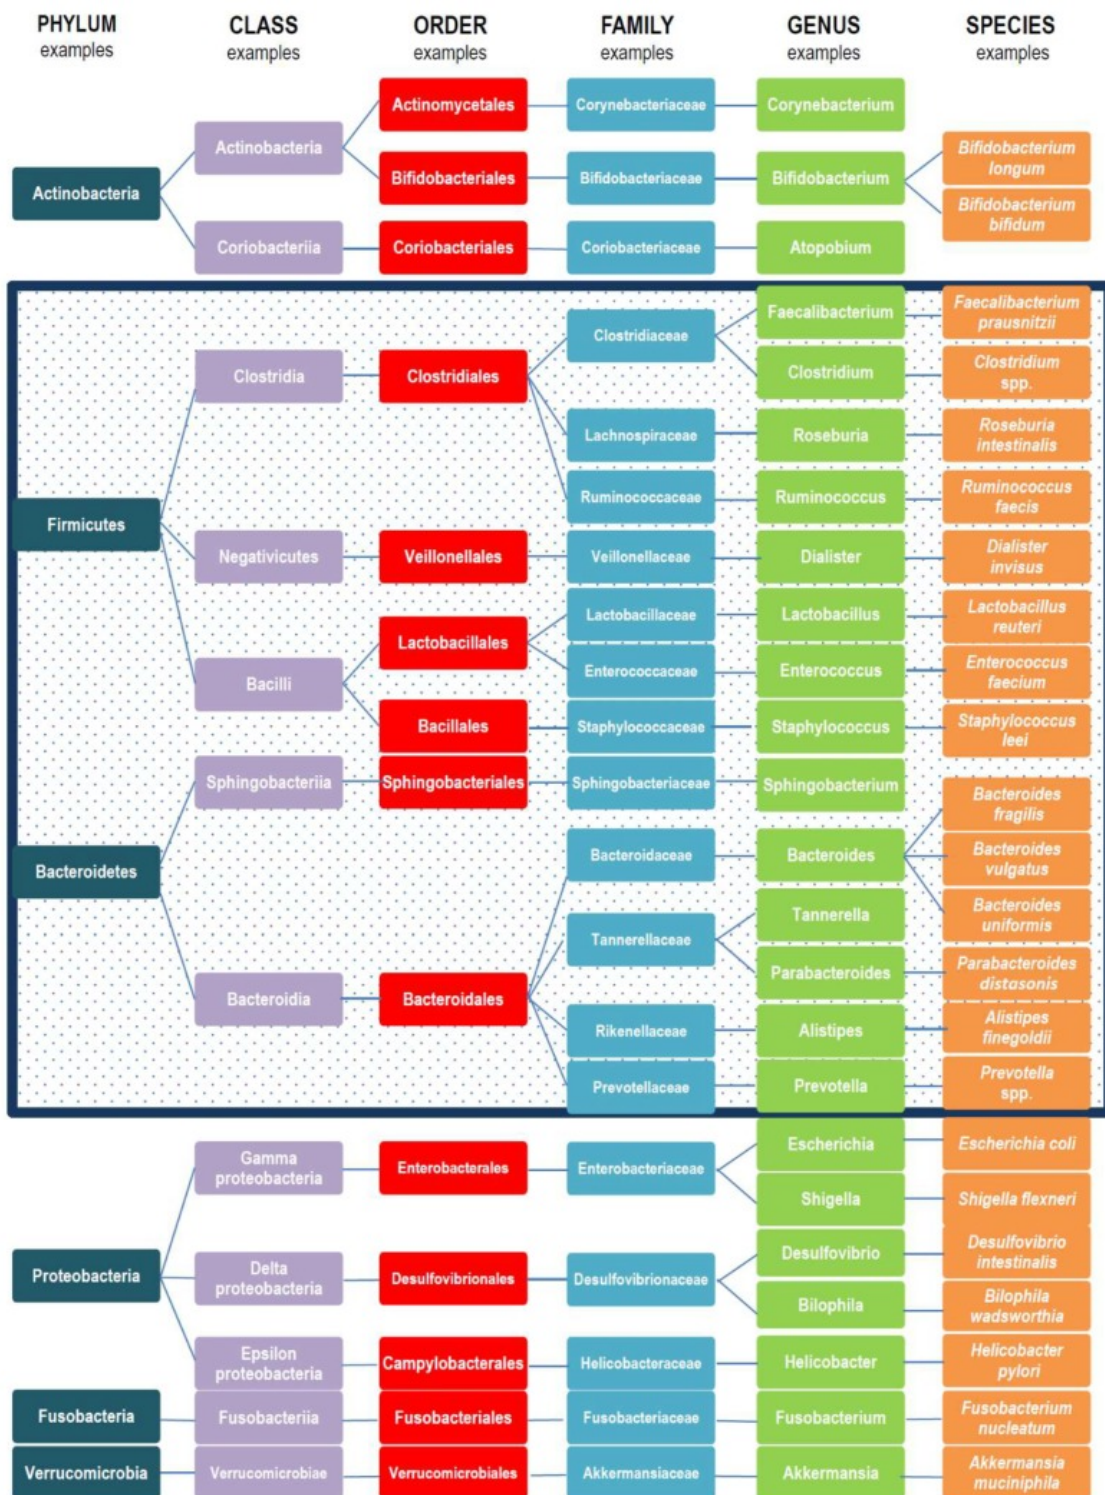 PHYLUM CLASS ORDER FAMILY GENUS SPECIES
examples examples examples examples examples examples
Actinomycetales Corynebacteriaceae Corynebacterium
Actinobacteria
Bifidobacterium
longum
Bifidobacteriales Bifidobacteriaceae Bifidobacterium
Actinobacteria
Bifidobacterium
bifidum
Coriobacteriia Coriobacteriales Coriobacteriaceae Atopobium
Faecalibacterium
Faecalibacterium
prausnitzii
Clostridiaceae
Clostridia Clostridiales Clostridium
Clostridium
spp.
Lachnospiraceae Roseburia
Roseburia
intestinalis
Ruminococcaceae Ruminococcus
Ruminococcus
faecis
Firmicutes
Negativicutes Veillonellales Veillonellaceae Dialister
Dialister
invisus
Lactobacillaceae Lactobacillus
Lactobacillus
reuteri
Lactobacillales
Bacilli
Enterococcaceae Enterococcus
Enterococcus
faecium
Bacillales Staphylococcaceae Staphylococcus
Staphylococcus
leei
Sphingobacteriia Sphingobacteriales Sphingobacteriaceae Sphingobacterium
Bacteroides
fragilis
Bacteroidetes
Bacteroidaceae Bacteroides
Bacteroides
vulgatus
Tannerella
Bacteroides
uniformis
Tannerellaceae
Parabacteroides
Parabacteroides
distasonis
Bacteroidia Bacteroidales
Rikenellaceae Alistipes
Alistipes
finegoldii
Prevotellaceae Prevotella
Prevotella
spp.
Escherichia Escherichia coli
Gamma
proteobacteria
Enterobacterales Enterobacteriaceae
Shigella Shigella flexneri
Desulfovibrio
Desulfovibrio
intestinalis
Proteobacteria
Delta
proteobacteria
Desulfovibrionales Desulfovibrionaceae
Bilophila
Bilophila
wadsworthia
Epsilon
proteobacteria
Campylobacterales Helicobacteraceae Helicobacter
Helicobacter
pylori
Fusobacteria Fusobacteriia Fusobacteriales Fusobacteriaceae Fusobacterium
Fusobacterium
nucleatum
Verrucomicrobia Verrucomicrobiae Verrucomicrobiales Akkermansiaceae Akkermansia
Akkermansia
muciniphila